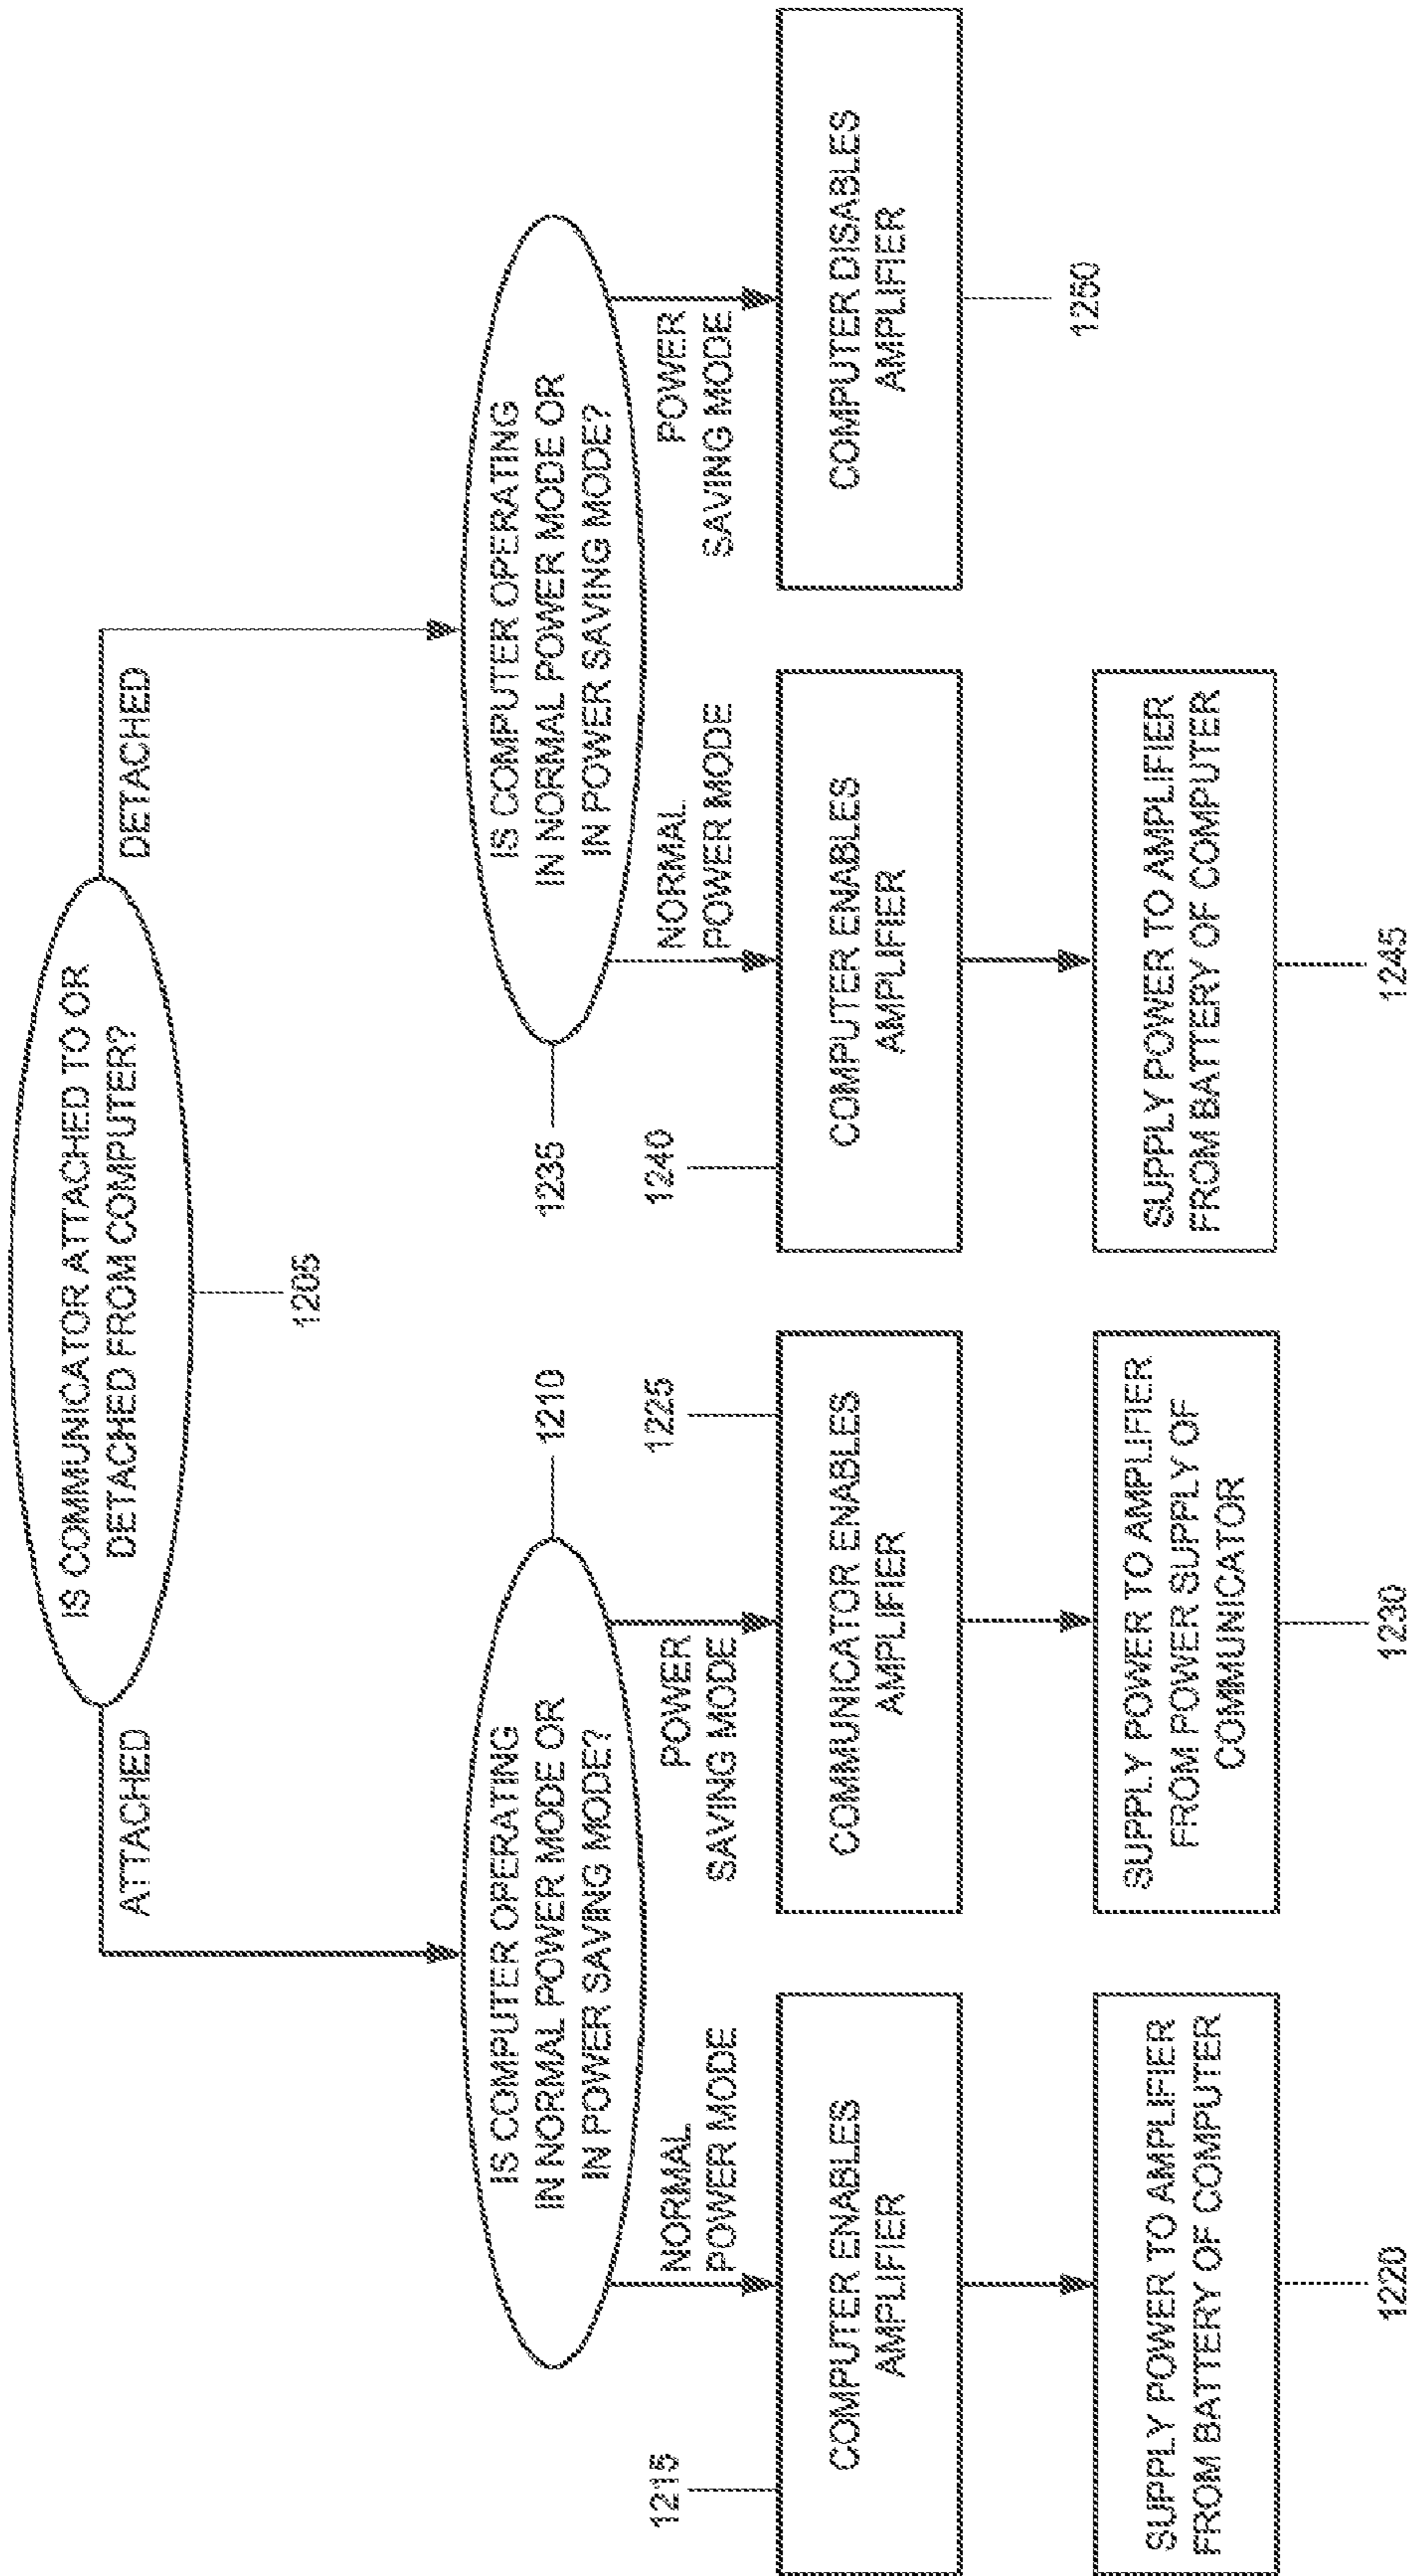 IS COMMUNICATOR ATTACHED TO OR
DETACHED FROM COMPUTER?
1205
ATTACHED
DETACHED
IS COMPUTER OPERATING
IN NORMAL POWER MODE OR
IN POWER SAVING MODE?
1210
NORMAL
POWER MODE
POWER
SAVING MODE
1215
COMPUTER ENABLES
AMPLIFIER
1225
COMMUNICATOR ENABLES
AMPLIFIER
SUPPLY POWER TO AMPLIFIER
FROM BATTERY OF COMPUTER
1220
SUPPLY POWER TO AMPLIFIER
FROM POWER SUPPLY OF
COMMUNICATOR
1230
IS COMPUTER OPERATING
IN NORMAL POWER MODE OR
IN POWER SAVING MODE?
1235
NORMAL
POWER MODE
POWER
SAVING MODE
1240
COMPUTER ENABLES
AMPLIFIER
COMPUTER DISABLES
AMPLIFIER
1250
SUPPLY POWER TO AMPLIFIER
FROM BATTERY OF COMPUTER
1245